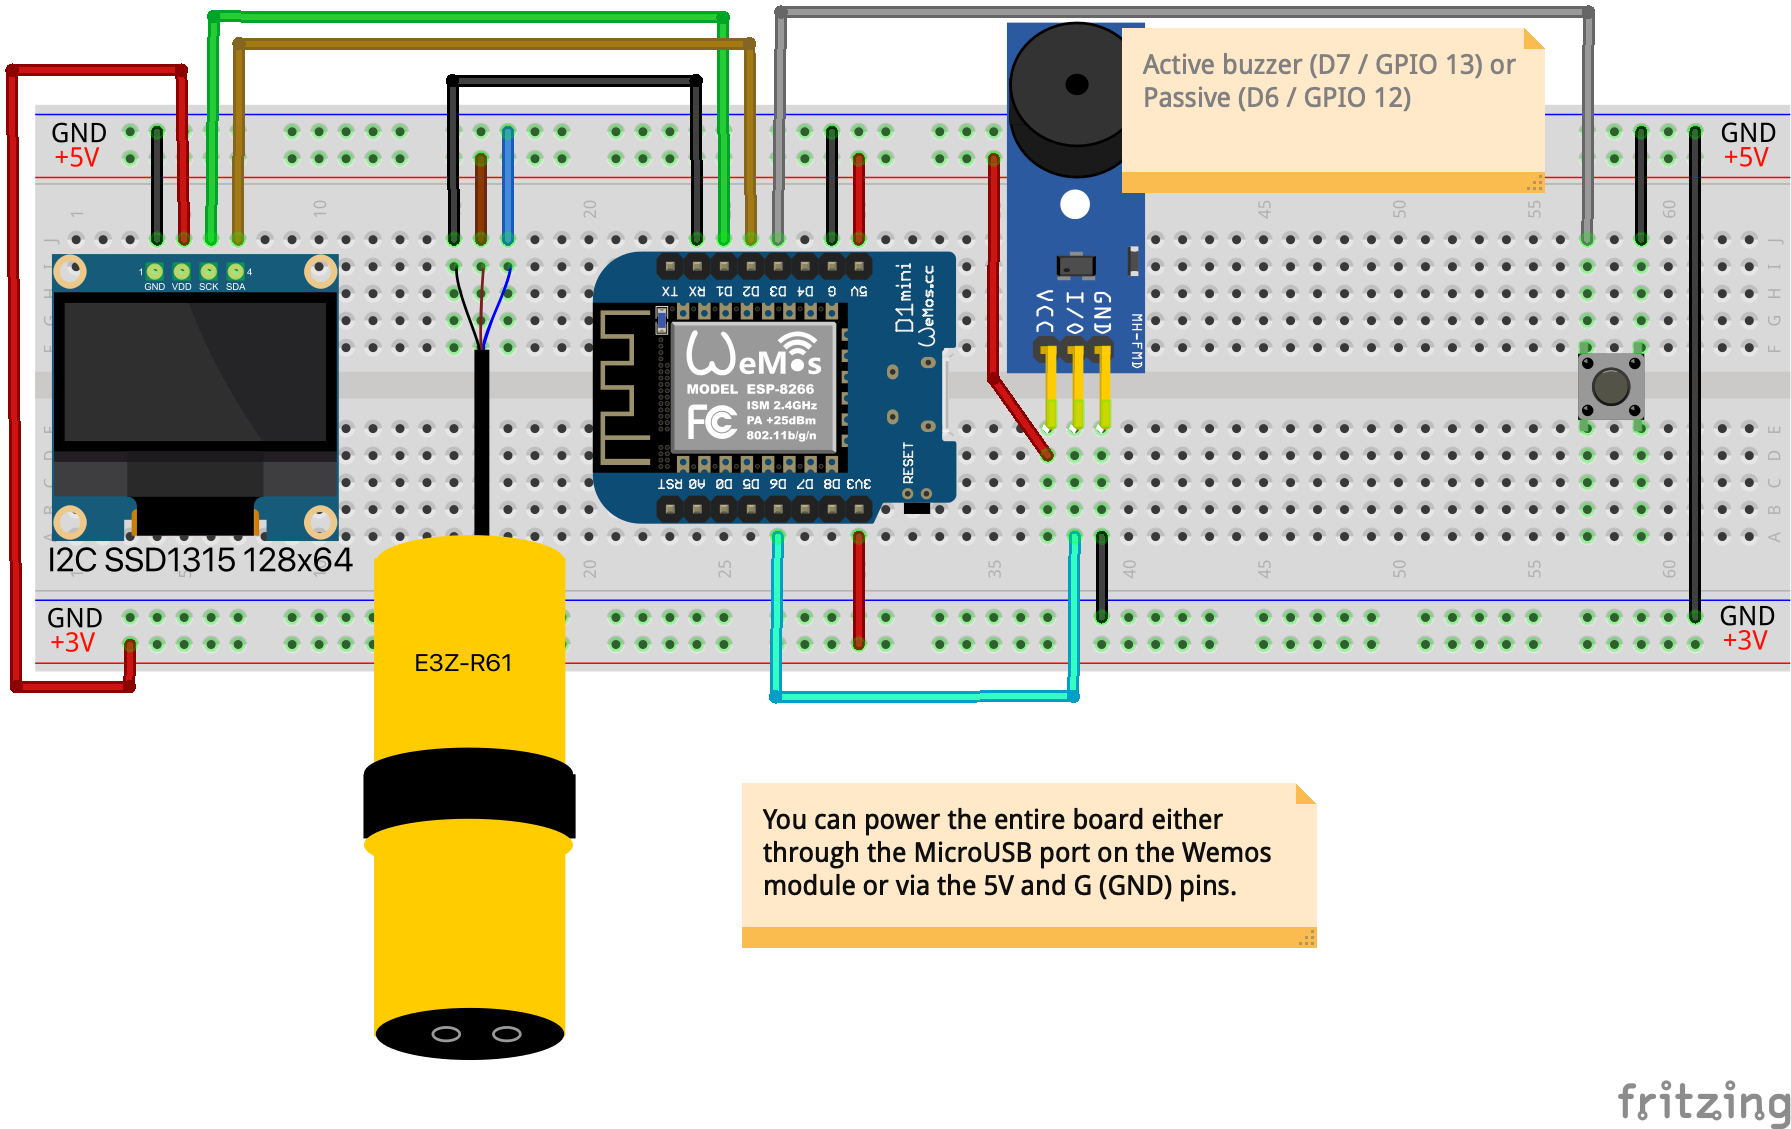 Active buzzer (D7 / GPIO 13) or
Passive (D6 / GPIO 12)
GND
+5V
GND
+5V
1
10
20
45
50
55
60
J
J
I
H
G
F
E
D
C
B
A
1 GND VDD SCK SDA 4
TX RX D1 D2 D3 D4 G 5V
D1 mini
WeMos.cc
WeMos
MODEL ESP-8266
FC
ISM 2.4GHz
PA +25dBm
802.11b/g/n
RESET
RST A0 D0 D5 D6 D7 D8 3V3
VCC
I/O
GND
MH-FMD
I2C SSD1315 128x64
20
25
35
40
45
50
55
60
GND
+3V
GND
+3V
E3Z-R61
You can power the entire board either
through the MicroUSB port on the Wemos
module or via the 5V and G (GND) pins.
fritzing